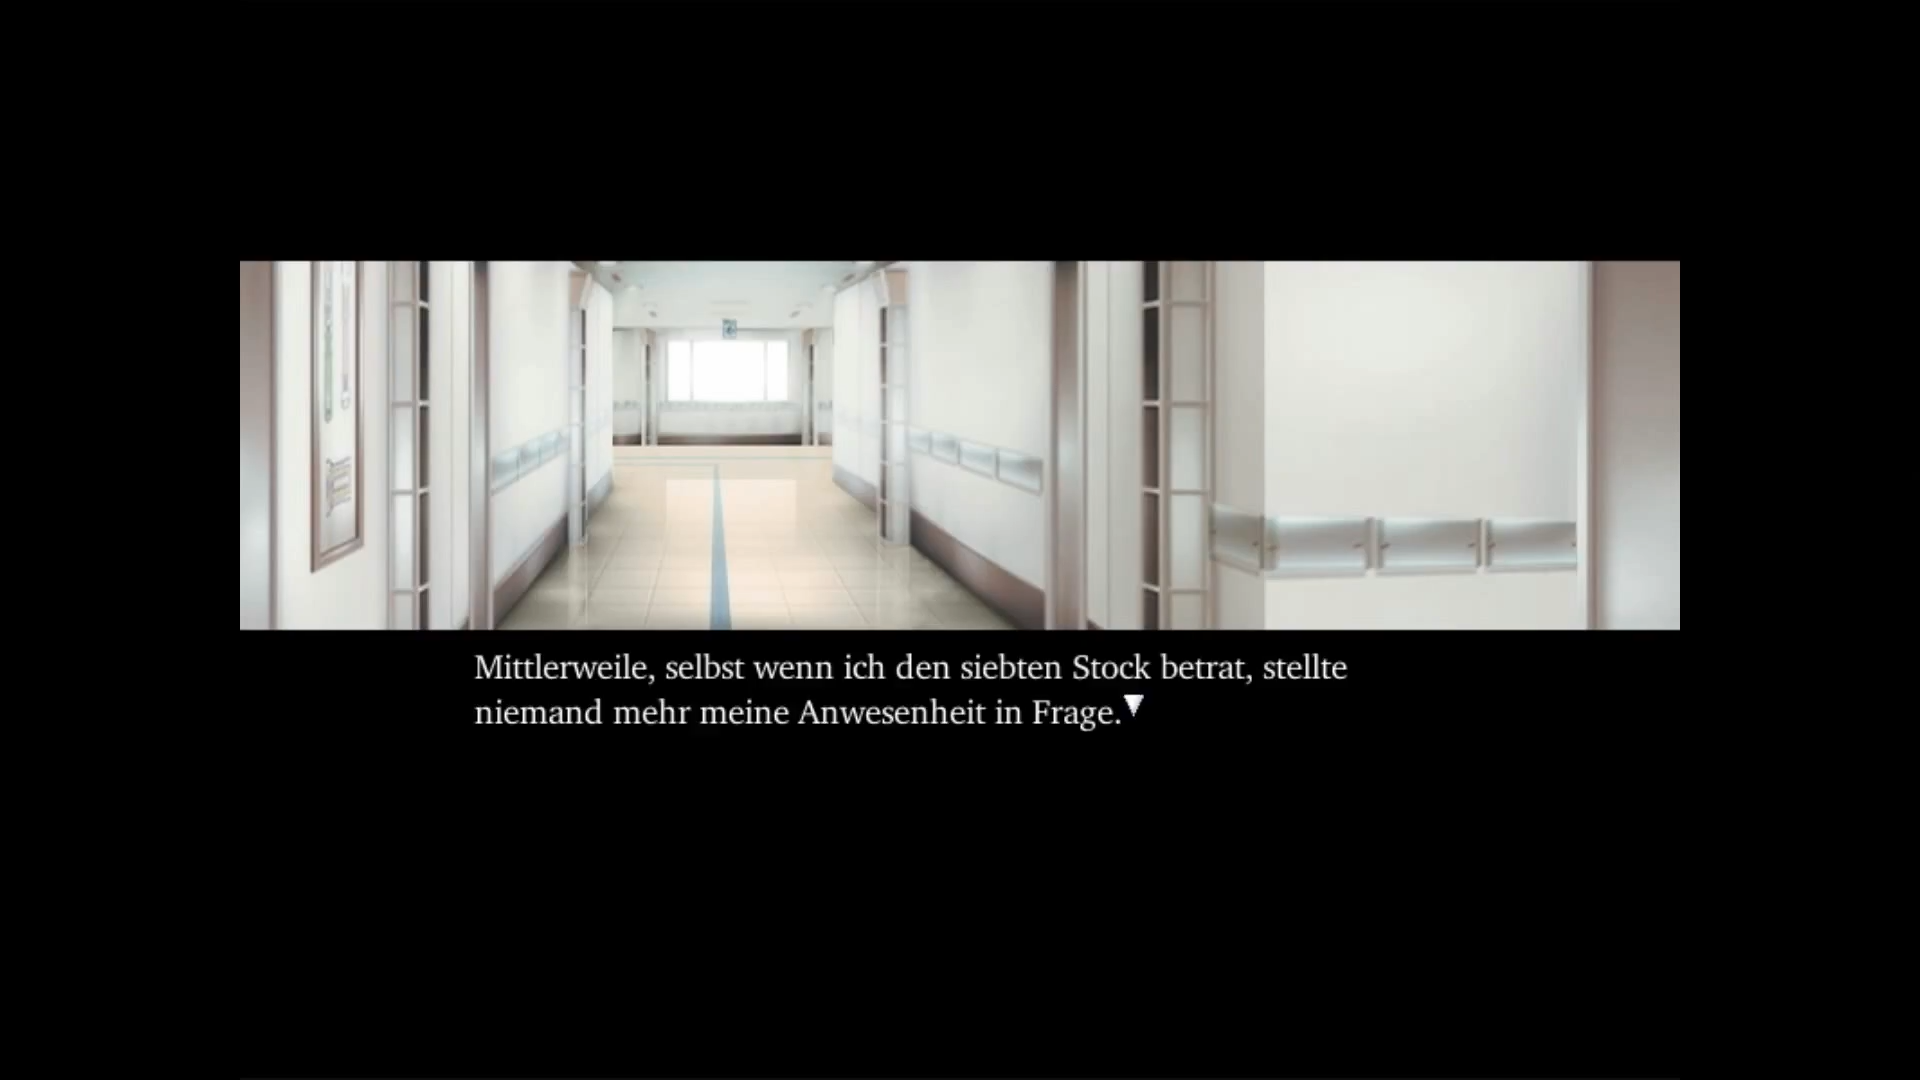 Mittlerweile, selbst wenn ich den siebten Stock betrat, stellte
niemand mehr meine Anwesenheit in Frage.